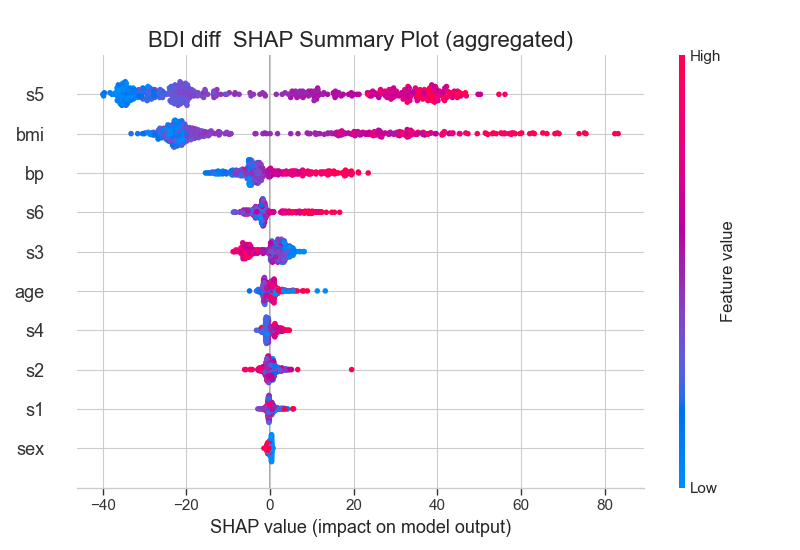 BDI diff  SHAP Summary Plot (aggregated)
High
s5
bmi
bp
s6
s3
age
s4
s2
s1
sex
Feature value
Low
−40 −20 0 20 40 60 80
SHAP value (impact on model output)